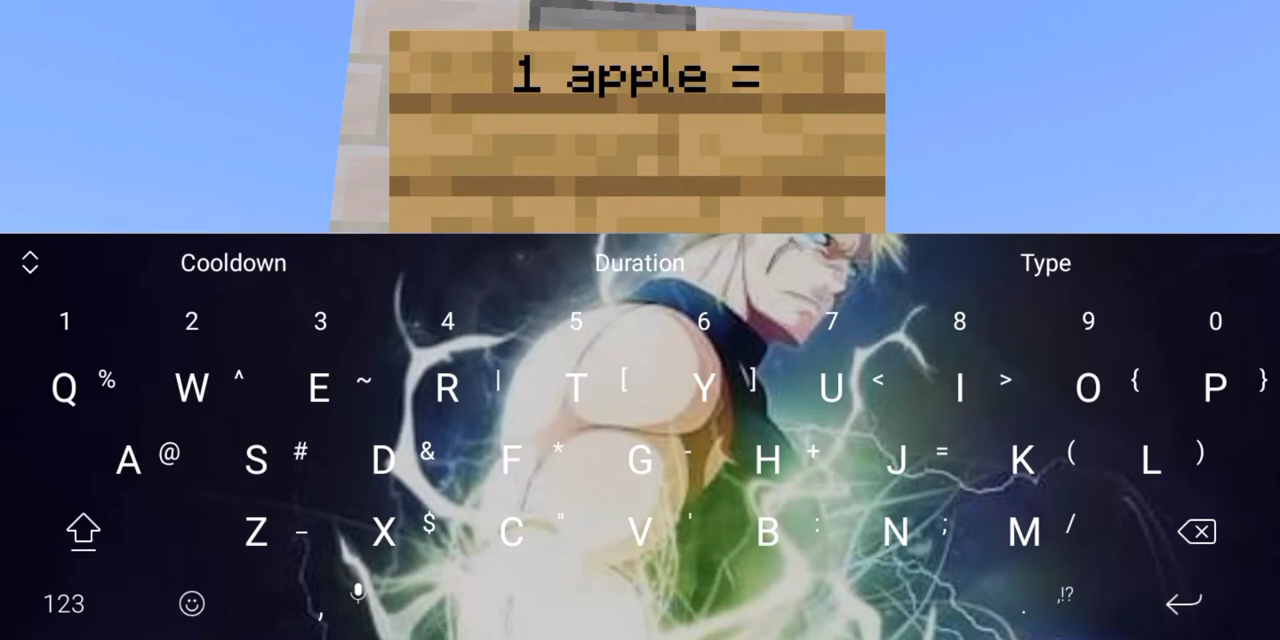 1 apple =
Cooldown Duration Type
1 2 3 4 5 6 7 8 9 0
Q % W ^ E ~ R | T [ Y ] U < I > O { P }
A @ S # D & F * G - H + J = K ( L )
Z _ X $ C " V ' B : N ; M /
123 , . ,!?